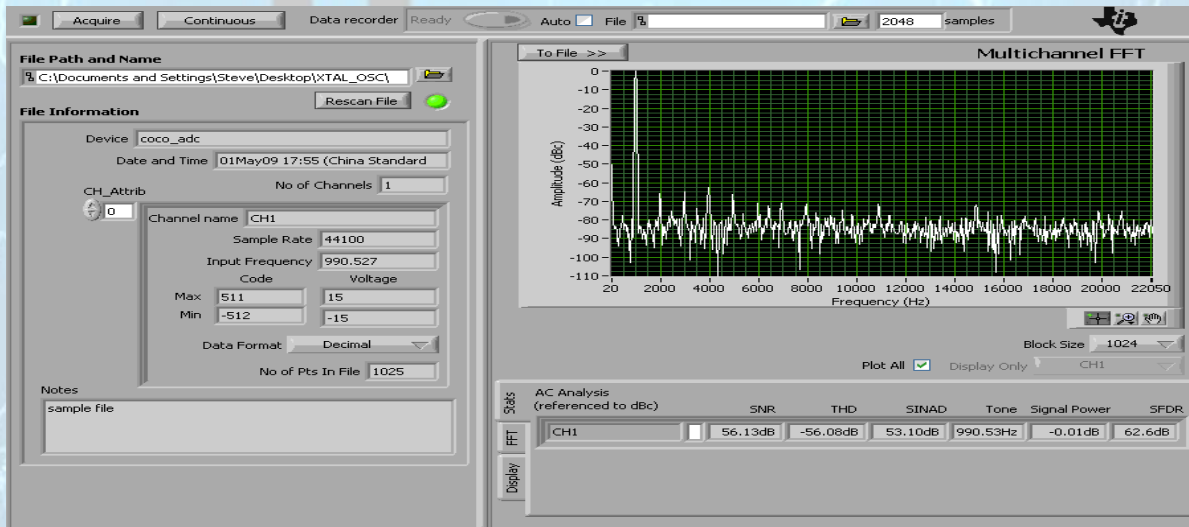 Acquire
Continuous
Data recorder
Ready
Auto
File
2048
samples
File Path and Name
C:\Documents and Settings\Steve\Desktop\XTAL_OSC\
Rescan File
File Information
Device
coco_adc
Date and Time
01May09 17:55 (China Standard
No of Channels
1
CH_Attrib
0
Channel name
CH1
Sample Rate
44100
Input Frequency
990.527
Code
Voltage
Max
511
15
Min
-512
-15
Data Format
Decimal
No of Pts In File
1025
Notes
sample file
To File >>
Multichannel FFT
Amplitude (dBc)
0
-10
-20
-30
-40
-50
-60
-70
-80
-90
-100
-110
20
2000
4000
6000
8000
10000
12000
14000
16000
18000
20000
22050
Frequency (Hz)
Block Size
1024
Plot All
Display Only
CH1
Stats
FFT
Display
AC Analysis
(referenced to dBc)
SNR
THD
SINAD
Tone
Signal Power
SFDR
CH1
56.13dB
-56.08dB
53.10dB
990.53Hz
-0.01dB
62.6dB